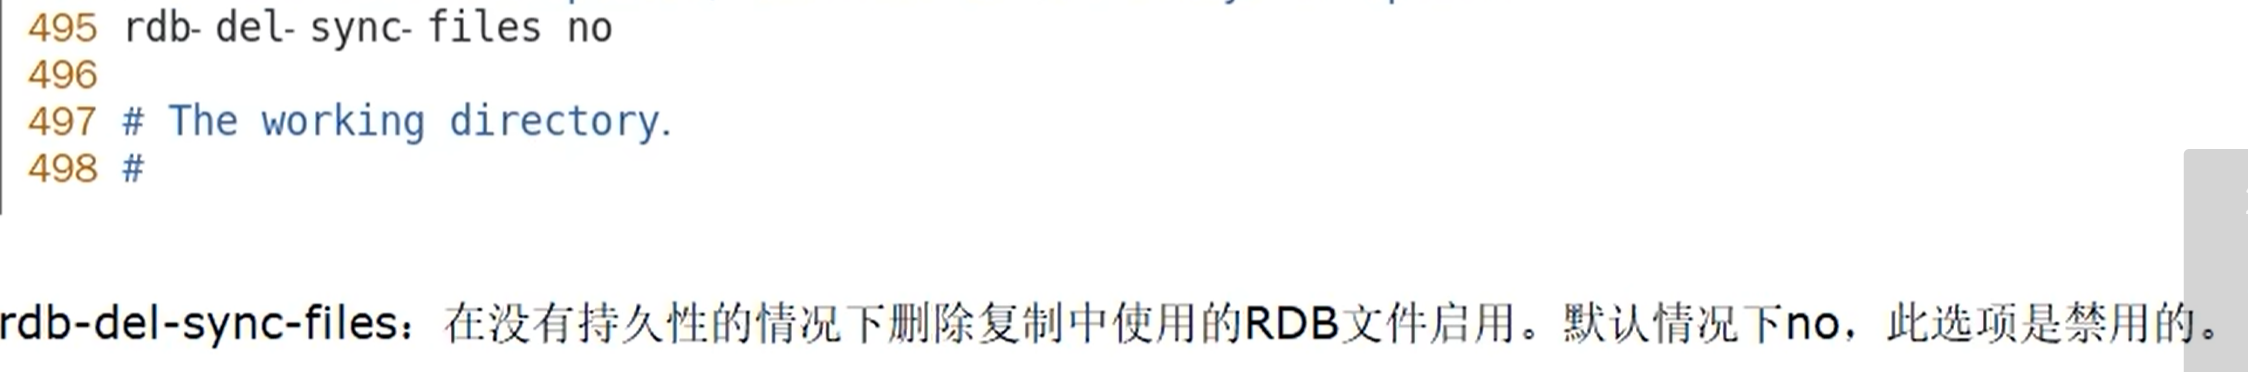 495 rdb-del-sync-files no
496
497 # The working directory.
498 #
rdb-del-sync-files：在没有持久性的情况下删除复制中使用的RDB文件启用。默认情况下no，此选项是禁用的。